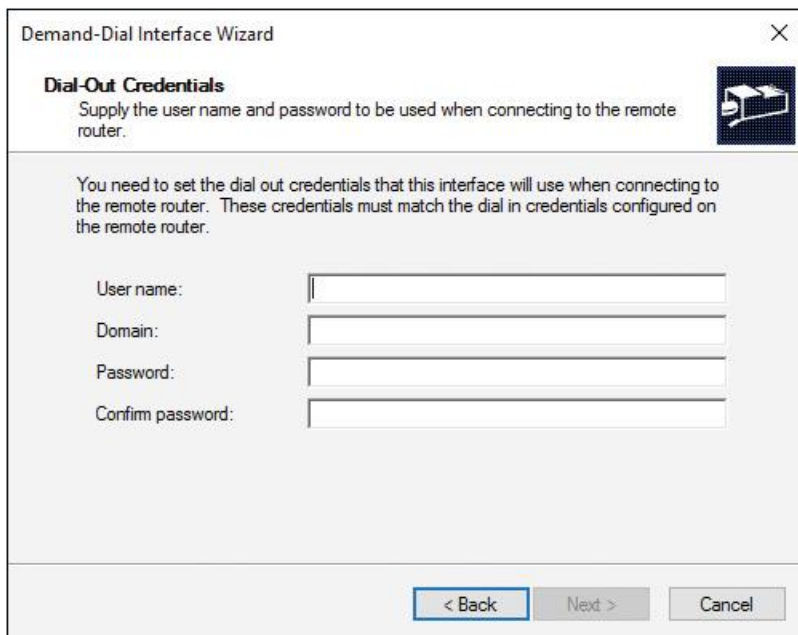 Demand-Dial Interface Wizard
Dial-Out Credentials
Supply the user name and password to be used when connecting to the remote
router.
You need to set the dial out credentials that this interface will use when connecting to
the remote router. These credentials must match the dial in credentials configured on
the remote router.
User name:
Domain:
Password:
Confirm password:
< Back Next > Cancel